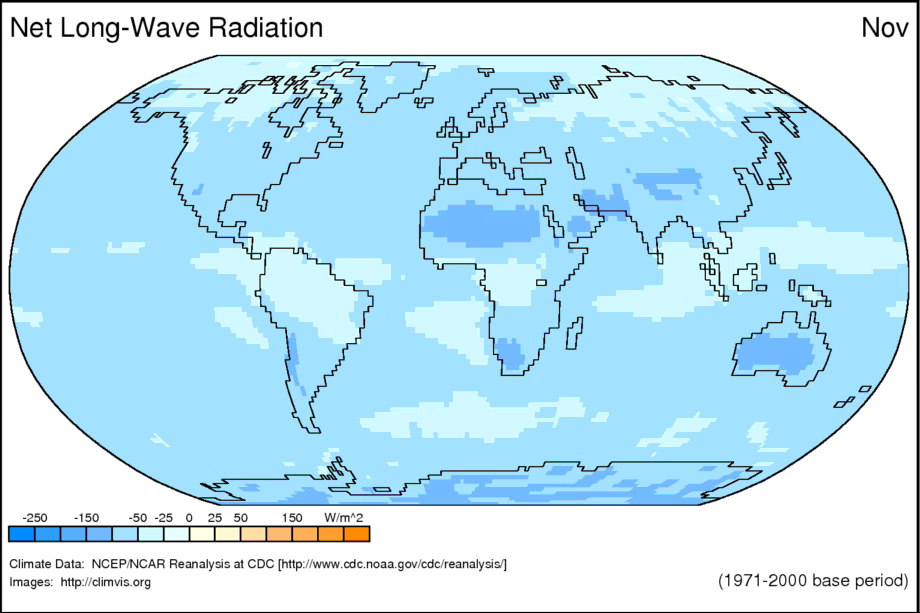 Net Long-Wave Radiation
Nov
-250 -150 -50 -25 0 25 50 150 W/m^2
Climate Data: NCEP/NCAR Reanalysis at CDC [http://www.cdc.noaa.gov/cdc/reanalysis/]
Images: http://climvis.org
(1971-2000 base period)